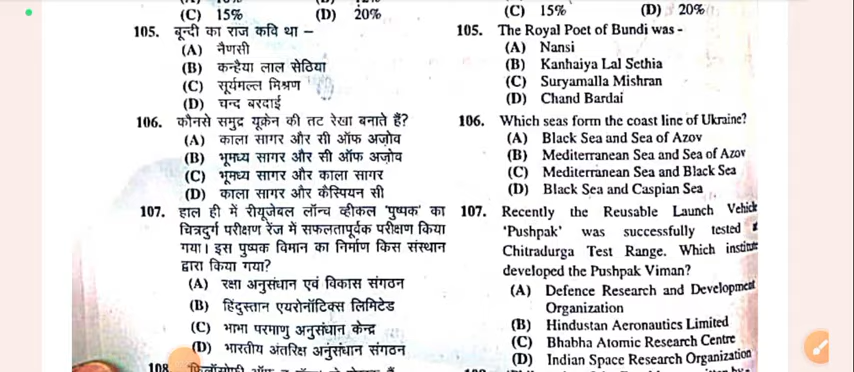 (C) 15% (D) 20%
105. बून्दी का राज कवि था –
(A) नैणसी
(B) कन्हैया लाल सेठिया
(C) सूर्यमल्ल मिश्रण
(D) चन्द बरदाई
106. कौनसे समुद्र यूक्रेन की तट रेखा बनाते हैं?
(A) काला सागर और सी ऑफ अज़ोव
(B) भूमध्य सागर और सी ऑफ अज़ोव
(C) भूमध्य सागर और काला सागर
(D) काला सागर और कैस्पियन सी
107. हाल ही में रीयूजेबल लॉन्च व्हीकल 'पुष्पक' का
चित्रदुर्ग परीक्षण रेंज में सफलतापूर्वक परीक्षण किया
गया। इस पुष्पक विमान का निर्माण किस संस्थान
द्वारा किया गया?
(A) रक्षा अनुसंधान एवं विकास संगठन
(B) हिंदुस्तान एयरोनॉटिक्स लिमिटेड
(C) भाभा परमाणु अनुसंधान केन्द्र
(D) भारतीय अंतरिक्ष अनुसंधान संगठन
108
(C) 15% (D) 20%
105. The Royal Poet of Bundi was -
(A) Nansi
(B) Kanhaiya Lal Sethia
(C) Suryamalla Mishran
(D) Chand Bardai
106. Which seas form the coast line of Ukraine?
(A) Black Sea and Sea of Azov
(B) Mediterranean Sea and Sea of Azov
(C) Mediterranean Sea and Black Sea
(D) Black Sea and Caspian Sea
107. Recently the Reusable Launch
'Pushpak' was successfully tested
Chitradurga Test Range. Which
developed the Pushpak Viman?
(A) Defence Research and Development
Organization
(B) Hindustan Aeronautics Limited
(C) Bhabha Atomic Research Centre
(D) Indian Space Research Organization